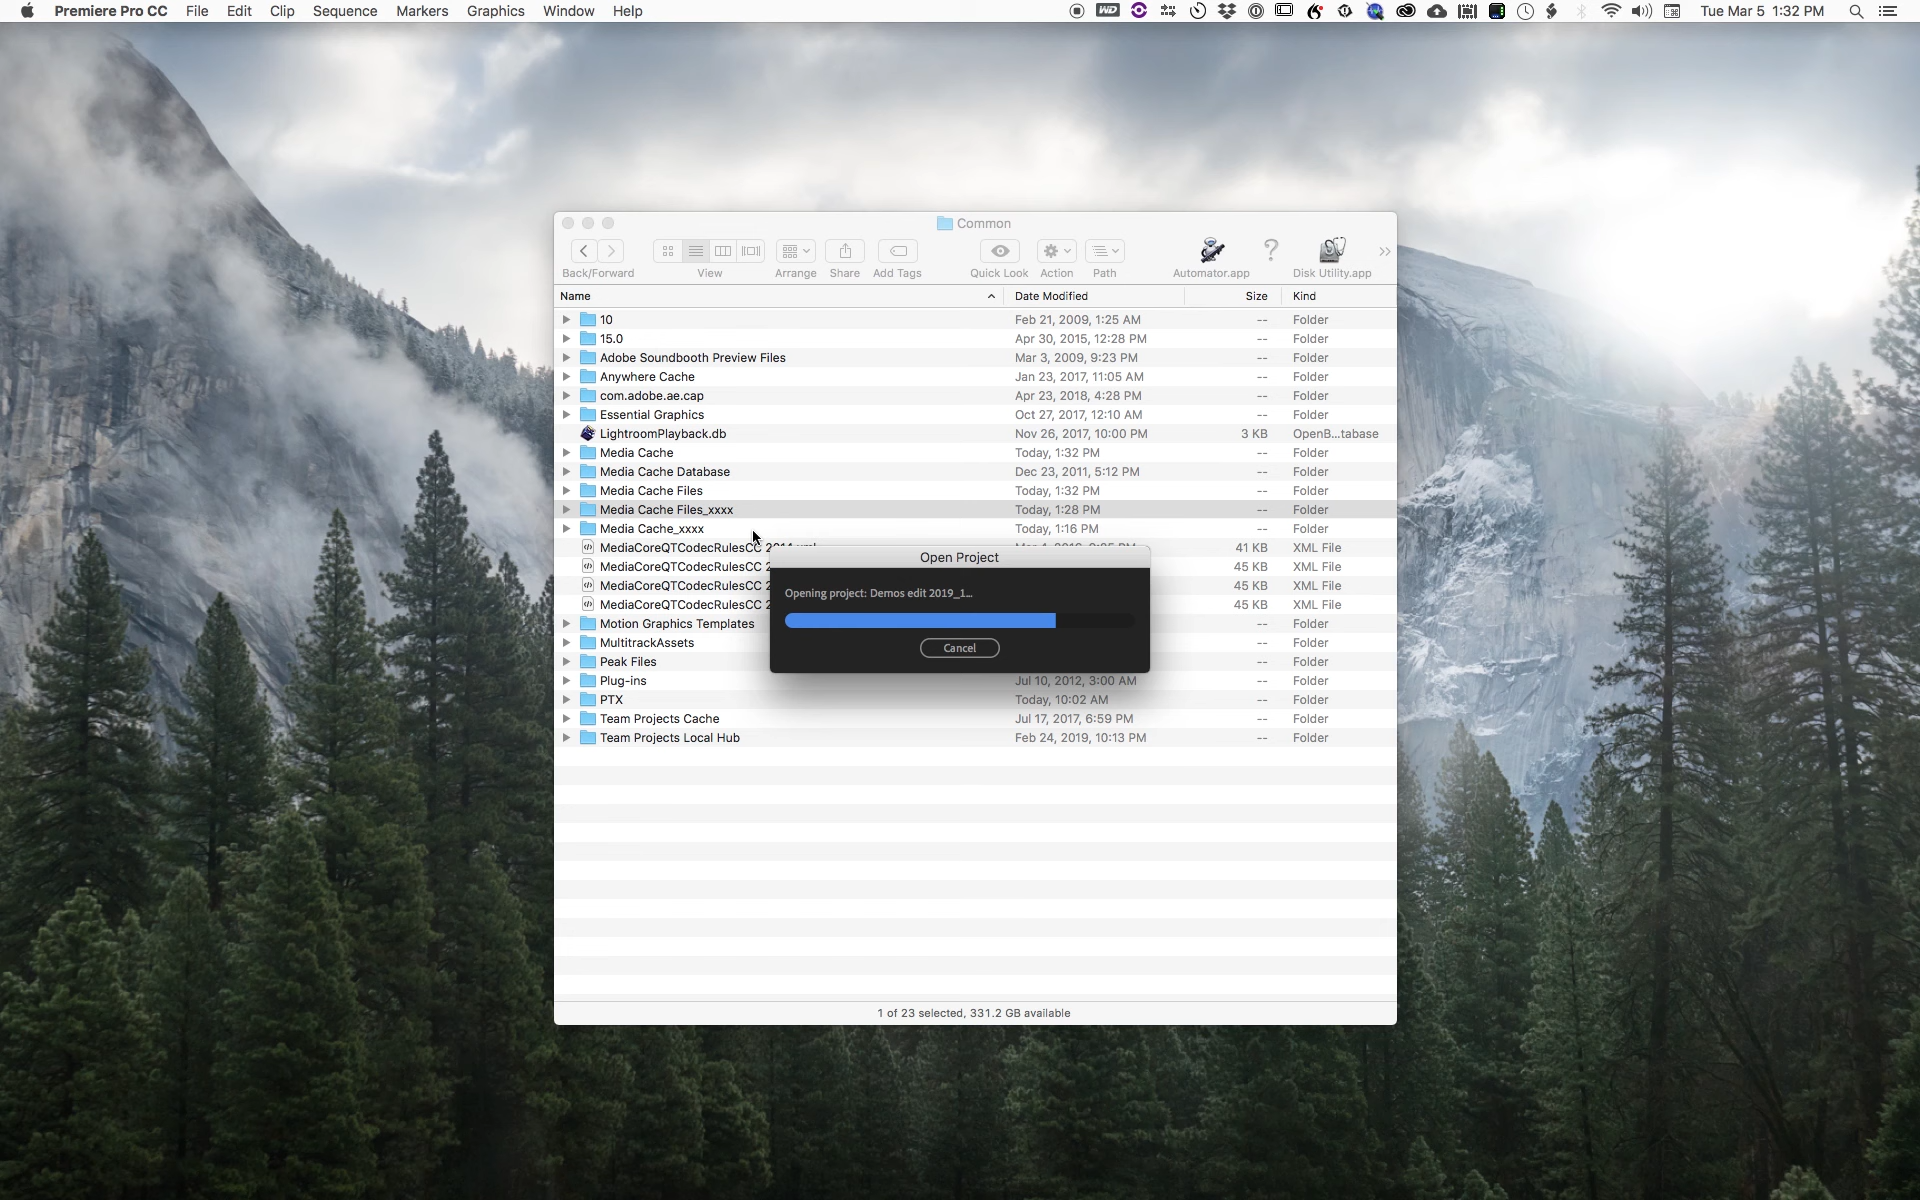 Premiere Pro CC File Edit Clip Sequence Markers Graphics Window Help WD Tue Mar 5 1:32 PM
Common
Back/Forward View Arrange Share Add Tags Quick Look Action Path Automator.app Disk Utility.app
Name Date Modified Size Kind
10 Feb 21, 2009, 1:25 AM -- Folder
15.0 Apr 30, 2015, 12:28 PM -- Folder
Adobe Soundbooth Preview Files Mar 3, 2009, 9:23 PM -- Folder
Anywhere Cache Jan 23, 2017, 11:05 AM -- Folder
com.adobe.ae.cap Apr 23, 2018, 4:28 PM -- Folder
Essential Graphics Oct 27, 2017, 12:10 AM -- Folder
LightroomPlayback.db Nov 26, 2017, 10:00 PM 3 KB OpenB...tabase
Media Cache Today, 1:32 PM -- Folder
Media Cache Database Dec 23, 2011, 5:12 PM -- Folder
Media Cache Files Today, 1:32 PM -- Folder
Media Cache Files_xxxx Today, 1:28 PM -- Folder
Media Cache_xxxx Today, 1:16 PM -- Folder
MediaCoreQTCodecRulesCC 41 KB XML File
MediaCoreQTCodecRulesCC 2 45 KB XML File
MediaCoreQTCodecRulesCC 2 45 KB XML File
MediaCoreQTCodecRulesCC 2 45 KB XML File
Motion Graphics Templates -- Folder
MultitrackAssets -- Folder
Peak Files -- Folder
Plug-ins Jul 10, 2012, 3:00 AM -- Folder
PTX Today, 10:02 AM -- Folder
Team Projects Cache Jul 17, 2017, 6:59 PM -- Folder
Team Projects Local Hub Feb 24, 2019, 10:13 PM -- Folder
Open Project
Opening project: Demos edit 2019_1...
Cancel
1 of 23 selected, 331.2 GB available